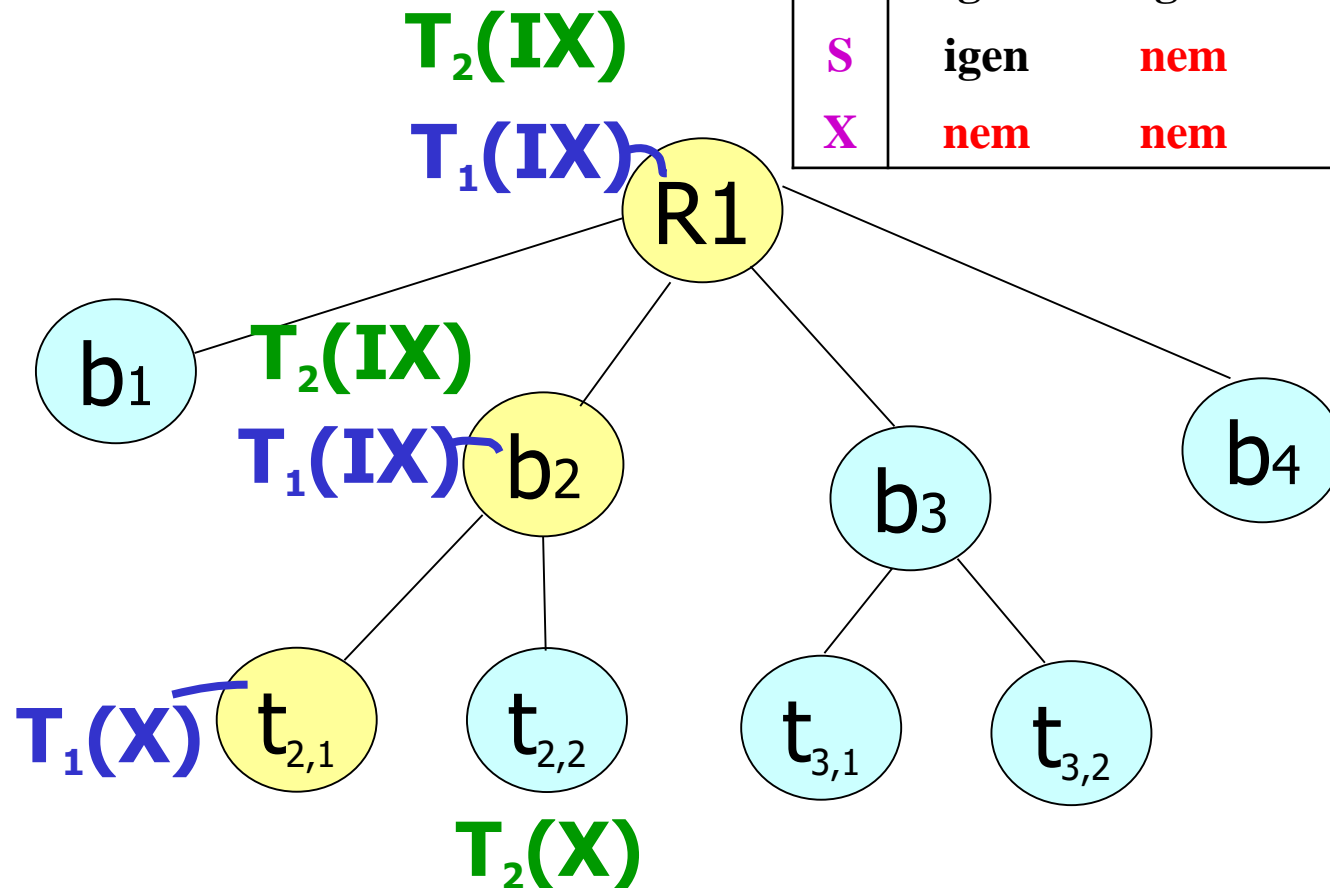 T₂(IX)
S igen nem
T₁(IX)
X nem nem
R1
b1
T₂(IX)
T₁(IX)
b2
b3
b4
T₁(X)
t₂,₁
t₂,₂
t₃,₁
t₃,₂
T₂(X)